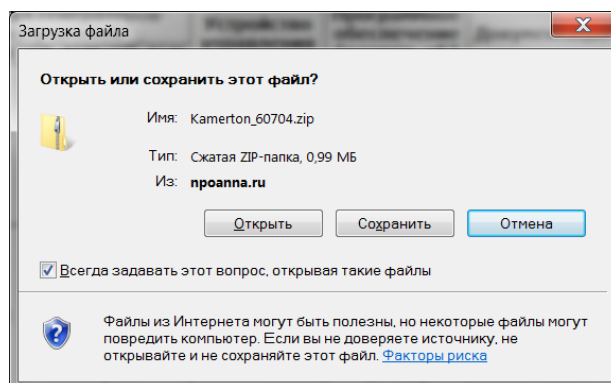 Устройство
Загрузка файла
Открыть или сохранить этот файл?
Имя: Kamerton_60704.zip
Тип: Сжатая ZIP-папка, 0,99 МБ
Из: npoanna.ru
Открыть Сохранить Отмена
Всегда задавать этот вопрос, открывая такие файлы
Файлы из Интернета могут быть полезны, но некоторые файлы могут
повредить компьютер. Если вы не доверяете источнику, не
открывайте и не сохраняйте этот файл. Факторы риска